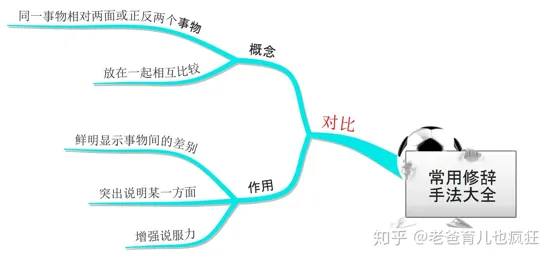 同一事物相对两面或正反两个事物
概念
放在一起相互比较
对比
鲜明显示事物间的差别
作用
突出说明某一方面
增强说服力
常用修辞
手法大全
知乎 @老爸育儿也疯狂